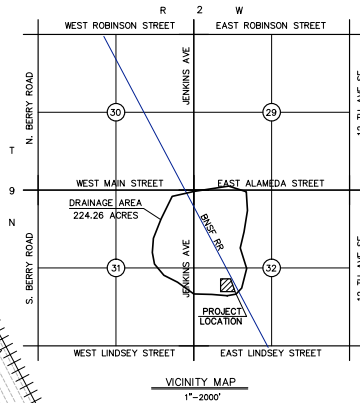 R 2 W
WEST ROBINSON STREET EAST ROBINSON STREET
N. BERRY ROAD
JENKINS AVE
30
29
T
9
N
WEST MAIN STREET EAST ALAMEDA STREET
DRAINAGE AREA
224.26 ACRES
BNSF RR
S. BERRY ROAD
JENKINS AVE
31
32
PROJECT
LOCATION
WEST LINDSEY STREET EAST LINDSEY STREET
VICINITY MAP
1"-2000'